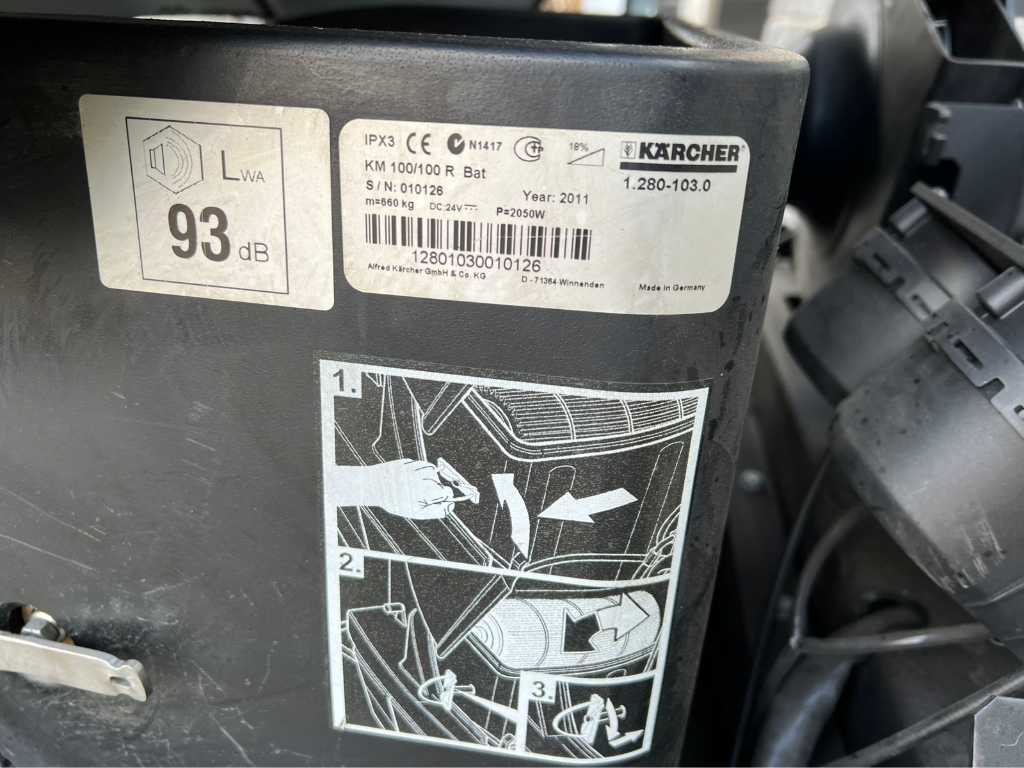 LWA
93 dB
IPX3 CE N1417 18% KÄRCHER®
KM 100/100 R Bat 1.280-103.0
S / N: 010126 Year: 2011
m=660 kg DC:24V P=2050W
12801030010126
Alfred Kärcher GmbH & Co. KG D - 71364 Winnenden Made in Germany
1.
2.
3.